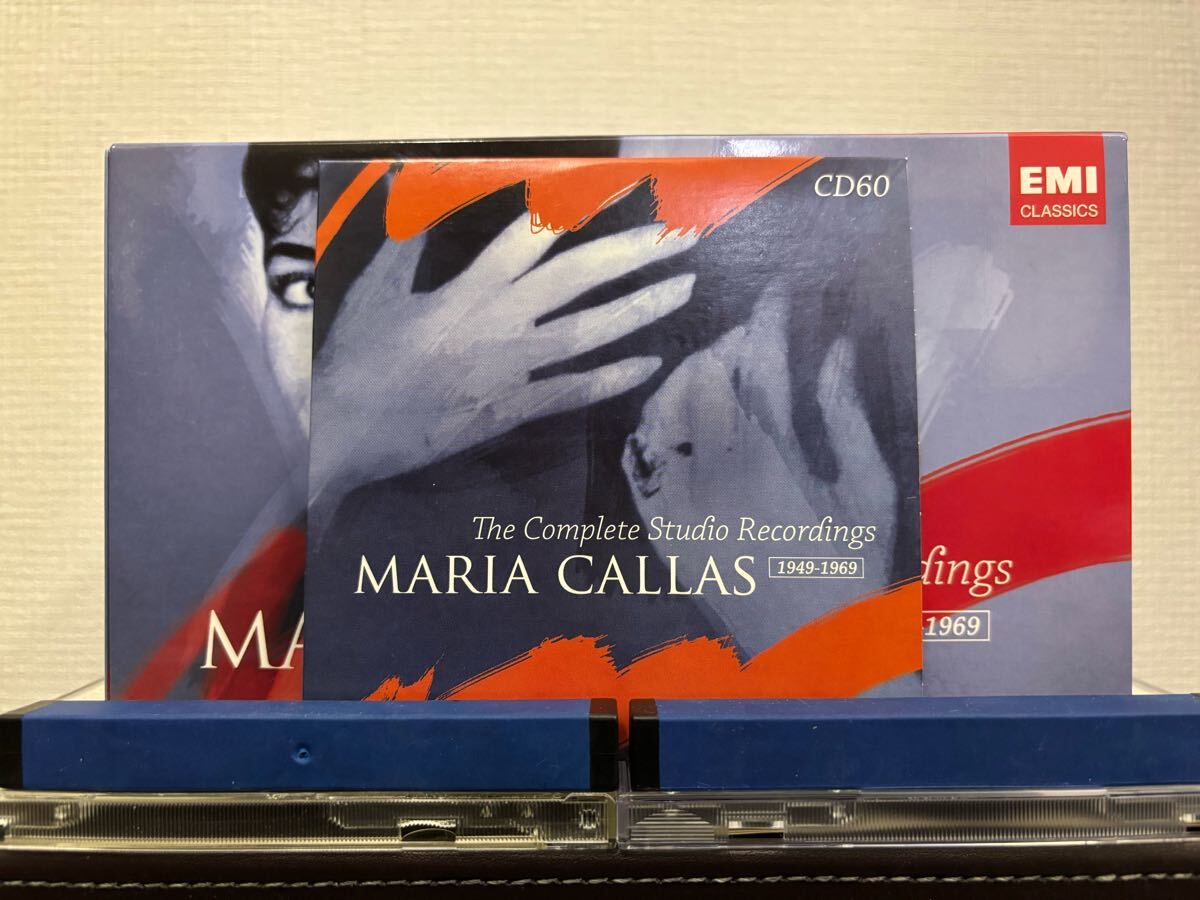 EMI
CLASSICS
CD60
The Complete Studio Recordings
MARIA CALLAS 1949-1969
dings
1969
MA